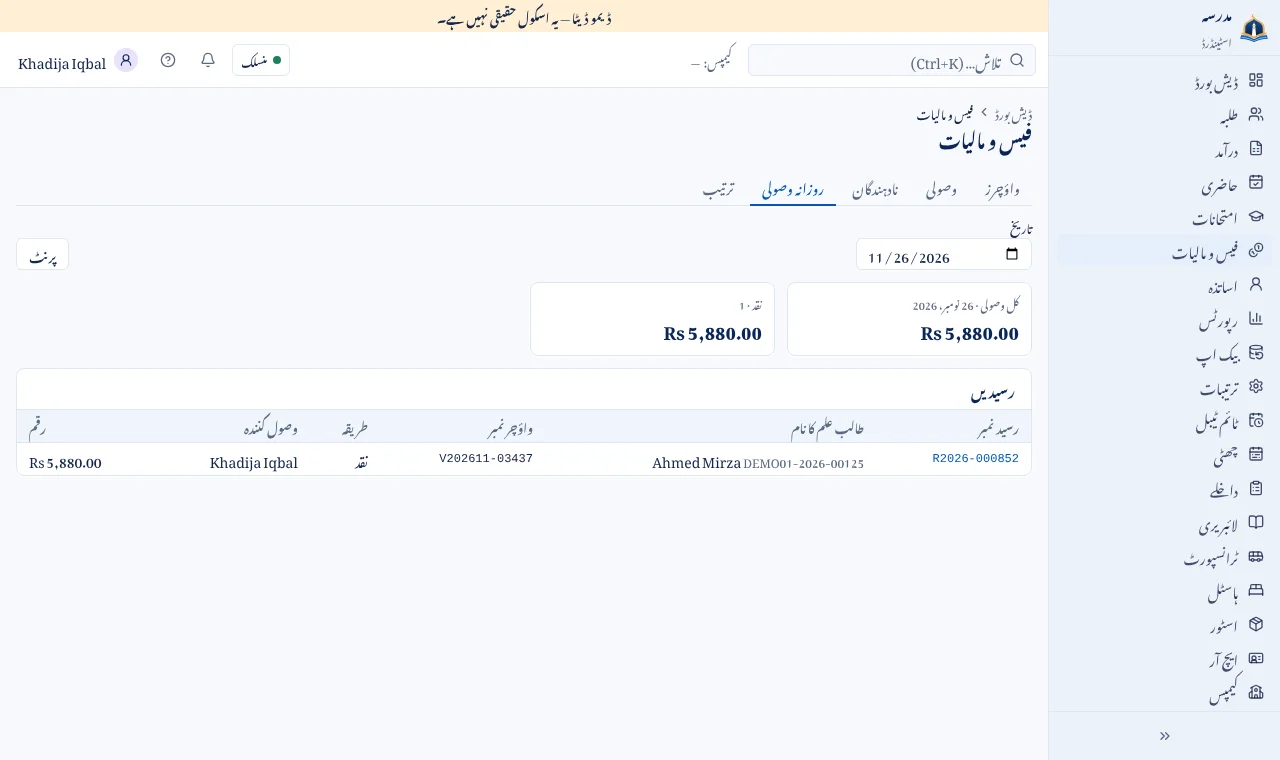 ڈیمو ڈیٹا — یہ اسکول حقیقی نہیں ہے۔
مدرسہ
اسٹینڈرڈ
تلاش... (Ctrl+K)
کیمپس: —
منسلک
Khadija Iqbal
ڈیش بورڈ
طلبہ
درآمد
حاضری
امتحانات
فیس و مالیات
اساتذہ
رپورٹس
بیک اپ
ترتیبات
ٹائم ٹیبل
چھٹی
داخلے
لائبریری
ٹرانسپورٹ
ہاسٹل
اسٹور
ایچ آر
کیمپس
ڈیش بورڈ › فیس و مالیات
فیس و مالیات
واؤچرز وصولی نادہندگان روزانہ وصولی ترتیب
تاریخ
11/26/2026
پرنٹ
کل وصولی · 26 نومبر، 2026
Rs 5,880.00
نقد · 1
Rs 5,880.00
رسیدیں
رسید نمبر طالب علم کا نام واؤچر نمبر طریقہ وصول کنندہ رقم
R2026-000852 Ahmed Mirza DEMO01-2026-00125 V202611-03437 نقد Khadija Iqbal Rs 5,880.00